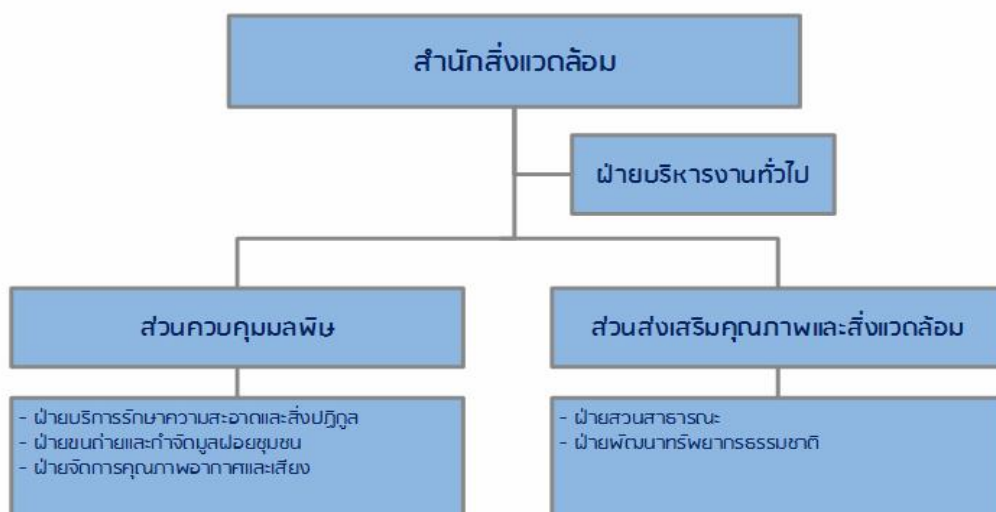 สำนักสิ่งแวดล้อม
ฝ่ายบริหารงานทั่วไป
ส่วนควบคุมมลพิษ
- ฝ่ายบริการรักษาความสะอาดและสิ่งปฏิกูล
- ฝ่ายขนถ่ายและกำจัดมูลฝอยชุมชน
- ฝ่ายจัดการคุณภาพอากาศและเสียง
ส่วนส่งเสริมคุณภาพและสิ่งแวดล้อม
- ฝ่ายสวนสาธารณะ
- ฝ่ายพัฒนาทรัพยากรธรรมชาติ